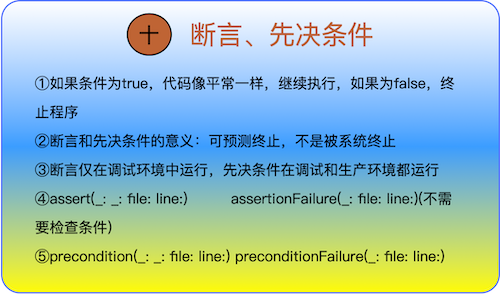 十 断言、先决条件
①如果条件为true，代码像平常一样，继续执行，如果为false，终
止程序
②断言和先决条件的意义：可预测终止，不是被系统终止
③断言仅在调试环境中运行，先决条件在调试和生产环境都运行
④assert(_: _: file: line:) assertionFailure(_: file: line:)(不需
要检查条件)
⑤precondition(_: _: file: line:) preconditionFailure(_: file: line:)